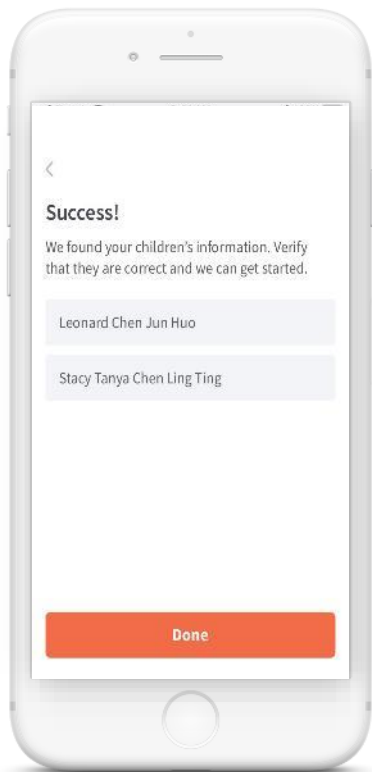 Success!
We found your children's information. Verify
that they are correct and we can get started.
Leonard Chen Jun Huo
Stacy Tanya Chen Ling Ting
Done